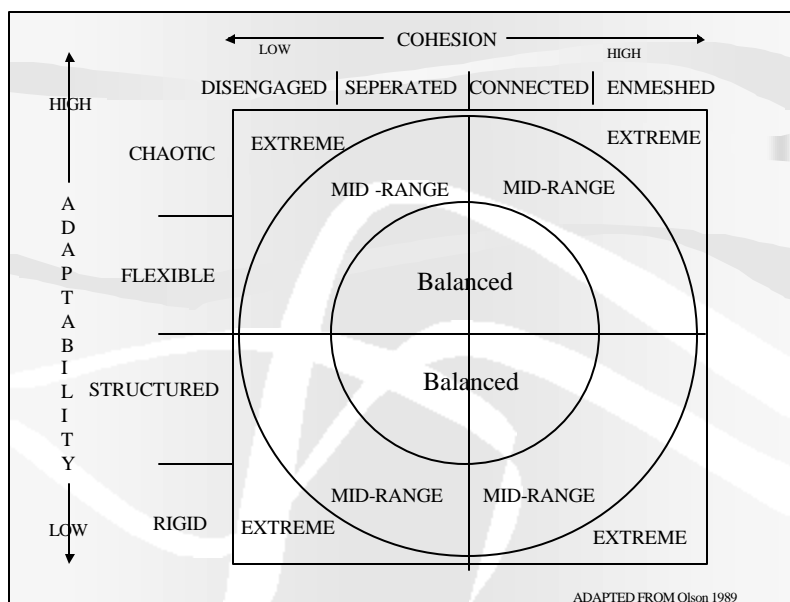 COHESION
LOW
HIGH
DISENGAGED
SEPERATED
CONNECTED
ENMESHED
HIGH
ADAPTABILITY
LOW
CHAOTIC
FLEXIBLE
STRUCTURED
RIGID
EXTREME
EXTREME
MID -RANGE
MID-RANGE
Balanced
Balanced
MID-RANGE
MID-RANGE
EXTREME
EXTREME
ADAPTED FROM Olson 1989